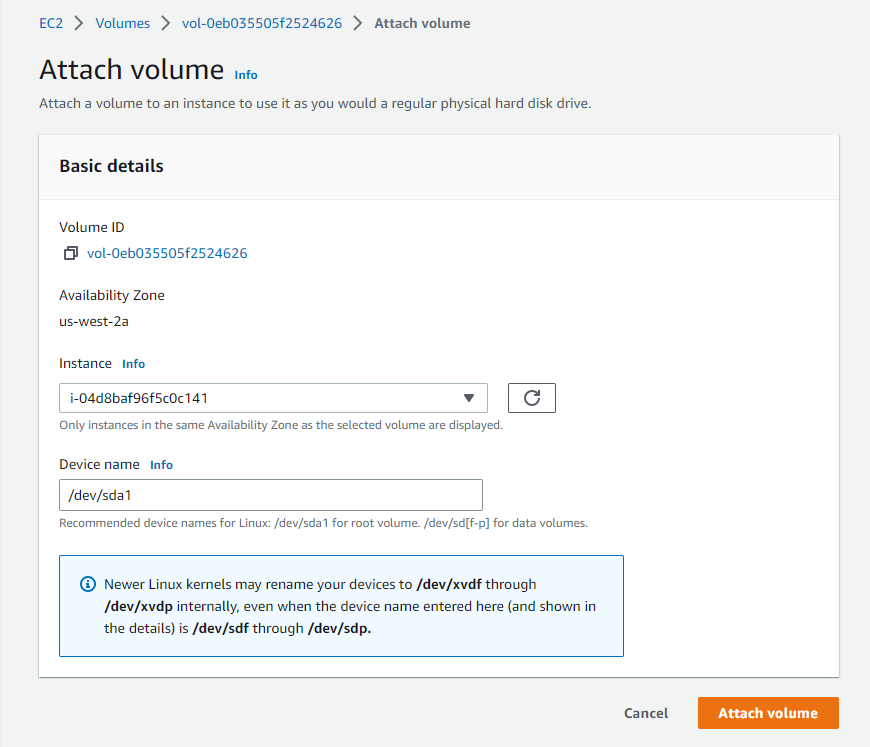 EC2 > Volumes > vol-0eb035505f2524626 > Attach volume
Attach volume Info
Attach a volume to an instance to use it as you would a regular physical hard disk drive.
Basic details
Volume ID
vol-0eb035505f2524626
Availability Zone
us-west-2a
Instance Info
i-04d8baf96f5c0c141
Only instances in the same Availability Zone as the selected volume are displayed.
Device name Info
/dev/sda1
Recommended device names for Linux: /dev/sda1 for root volume. /dev/sd[f-p] for data volumes.
Newer Linux kernels may rename your devices to /dev/xvdf through
/dev/xvdp internally, even when the device name entered here (and shown in
the details) is /dev/sdf through /dev/sdp.
Cancel Attach volume